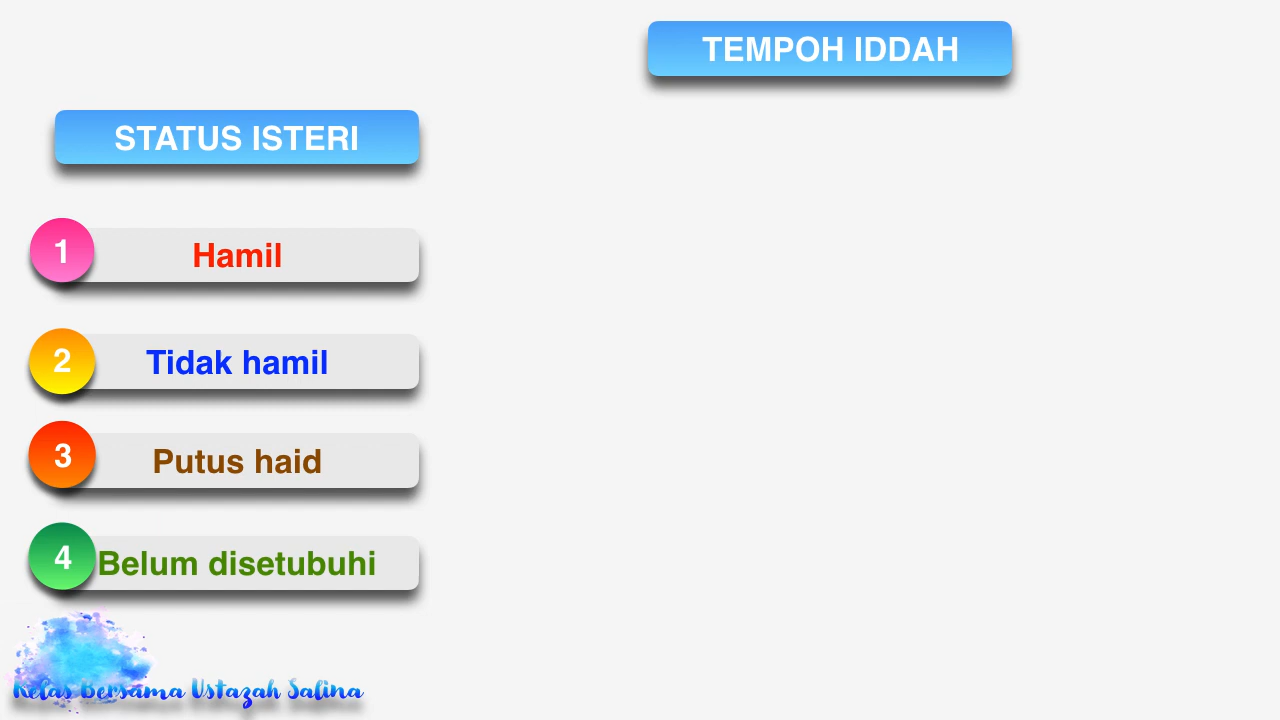 TEMPOH IDDAH
STATUS ISTERI
1 Hamil
2 Tidak hamil
3 Putus haid
4 Belum disetubuhi
Kelas Bersama Ustazah Salina